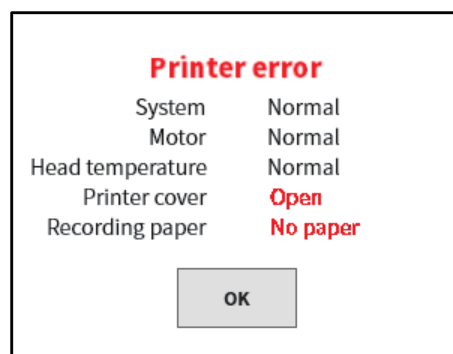 Printer error
System Normal
Motor Normal
Head temperature Normal
Printer cover Open
Recording paper No paper
OK